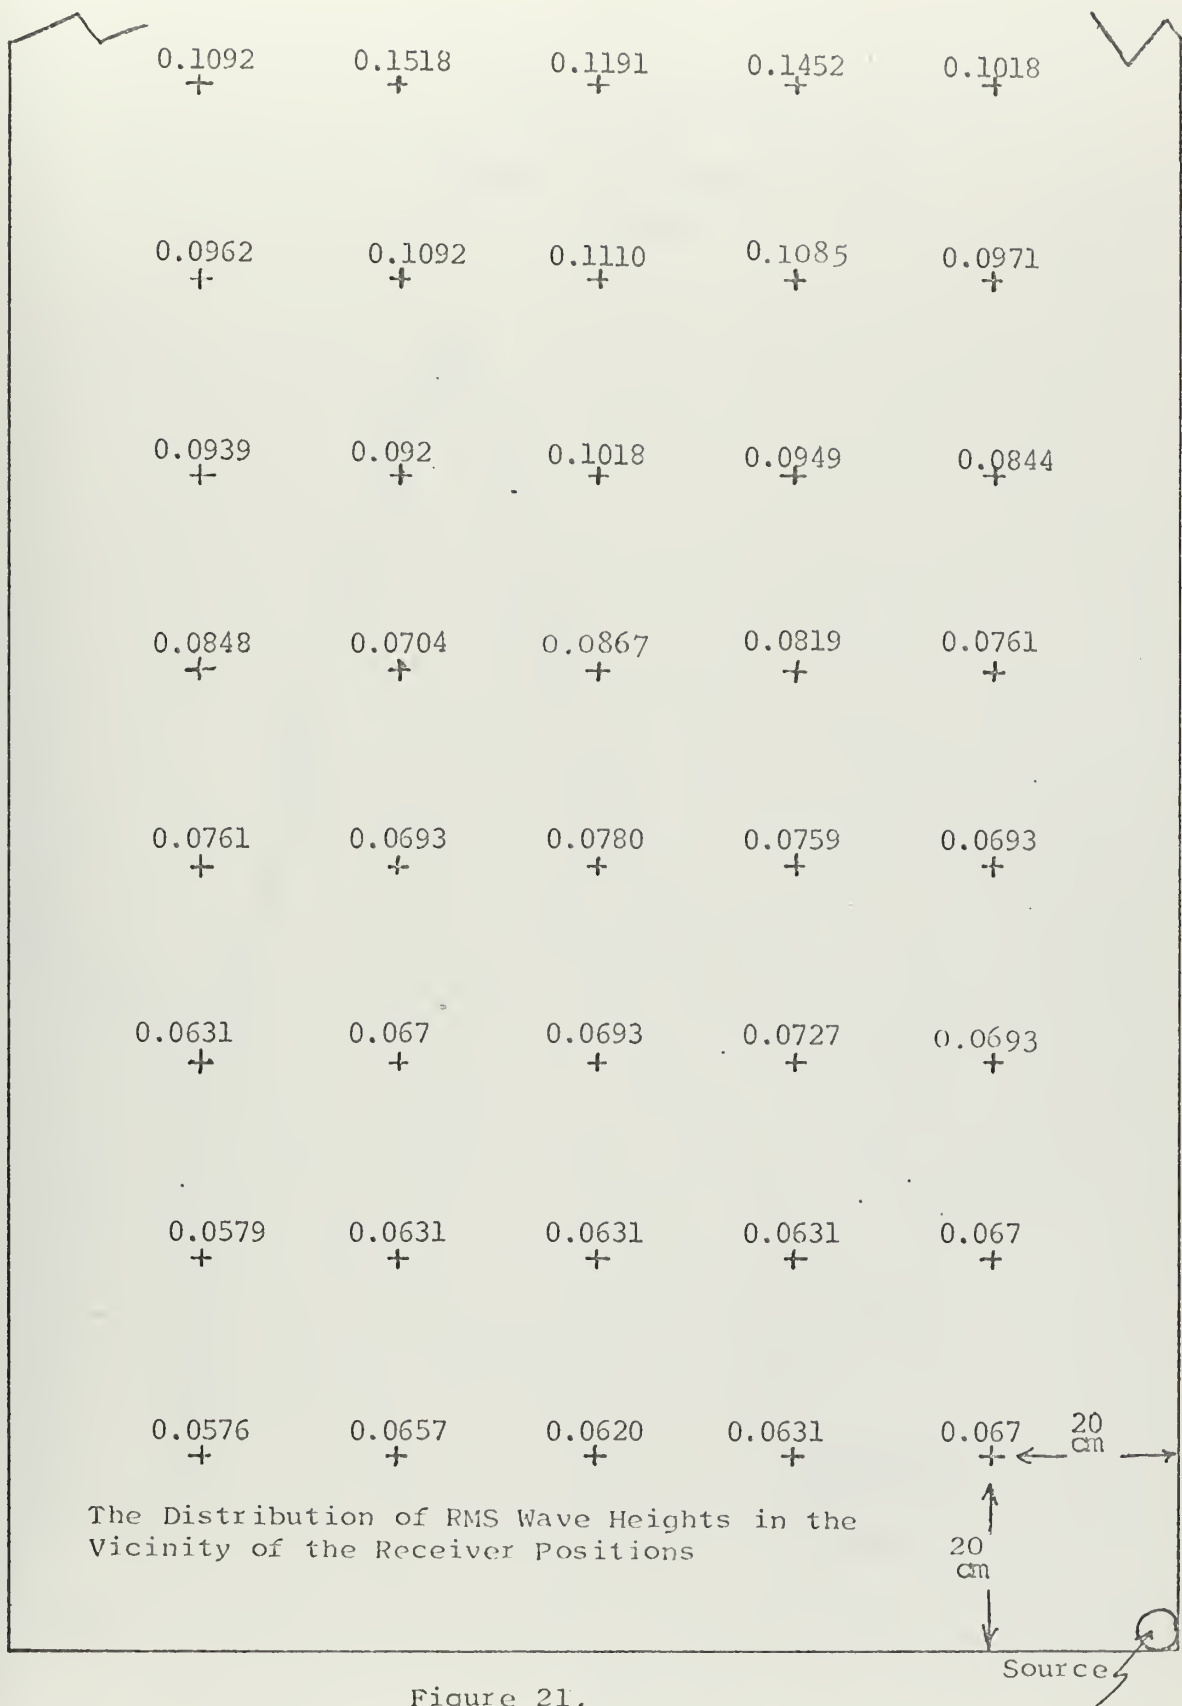 0.1092 0.1518 0.1191 0.1452 0.1018
0.0962 0.1092 0.1110 0.1085 0.0971
0.0939 0.092 0.1018 0.0949 0.0844
0.0848 0.0704 0.0867 0.0819 0.0761
0.0761 0.0693 0.0780 0.0759 0.0693
0.0631 0.067 0.0693 0.0727 0.0693
0.0579 0.0631 0.0631 0.0631 0.067
0.0576 0.0657 0.0620 0.0631 0.067
20
cm
The Distribution of RMS Wave Heights in the
Vicinity of the Receiver Positions
20
cm
Source
Figure 21.